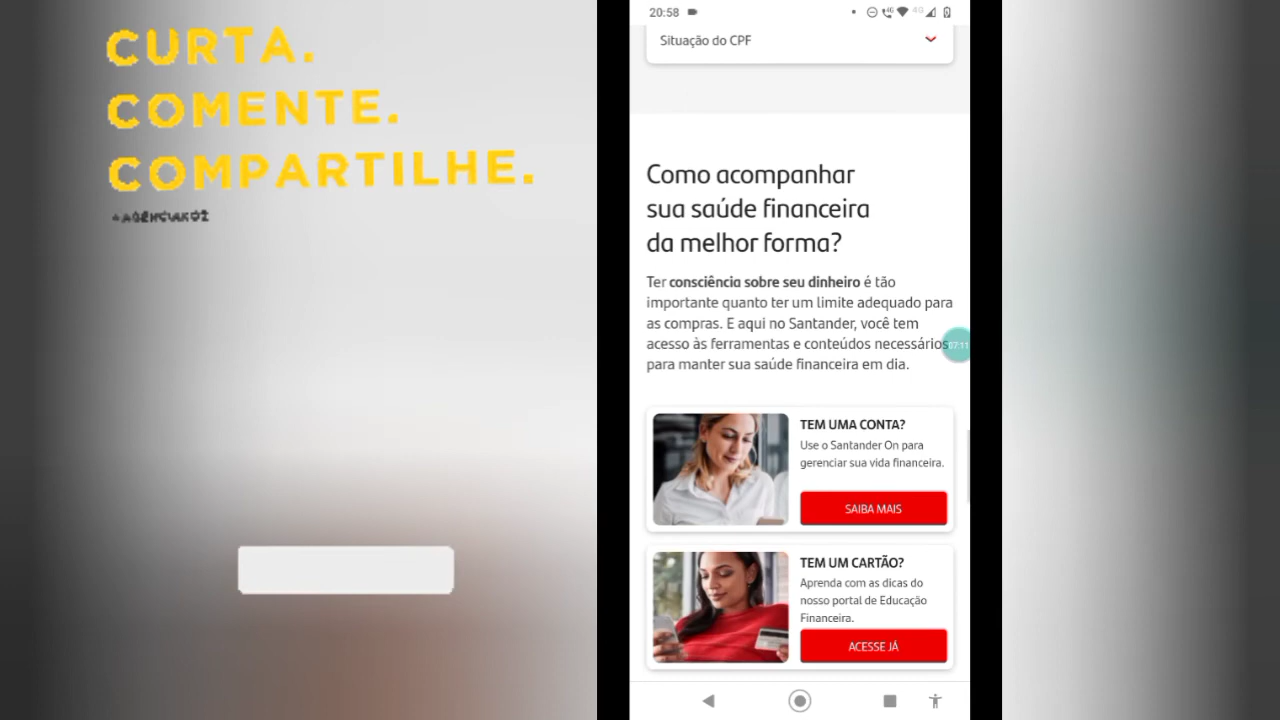 CURTA.
COMENTE.
COMPARTILHE.
20:58
4G
Situação do CPF
Como acompanhar
sua saúde financeira
da melhor forma?
Ter consciência sobre seu dinheiro é tão
importante quanto ter um limite adequado para
as compras. E aqui no Santander, você tem
acesso às ferramentas e conteúdos necessários
07:11
para manter sua saúde financeira em dia.
TEM UMA CONTA?
Use o Santander On para
gerenciar sua vida financeira.
SAIBA MAIS
TEM UM CARTÃO?
Aprenda com as dicas do
nosso portal de Educação
Financeira.
ACESSE JÁ